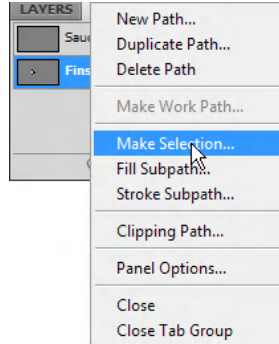 LAYERS
New Path...
Duplicate Path...
Delete Path
Make Work Path...
Make Selection...
Fill Subpath...
Stroke Subpath...
Clipping Path...
Panel Options...
Close
Close Tab Group
Fins